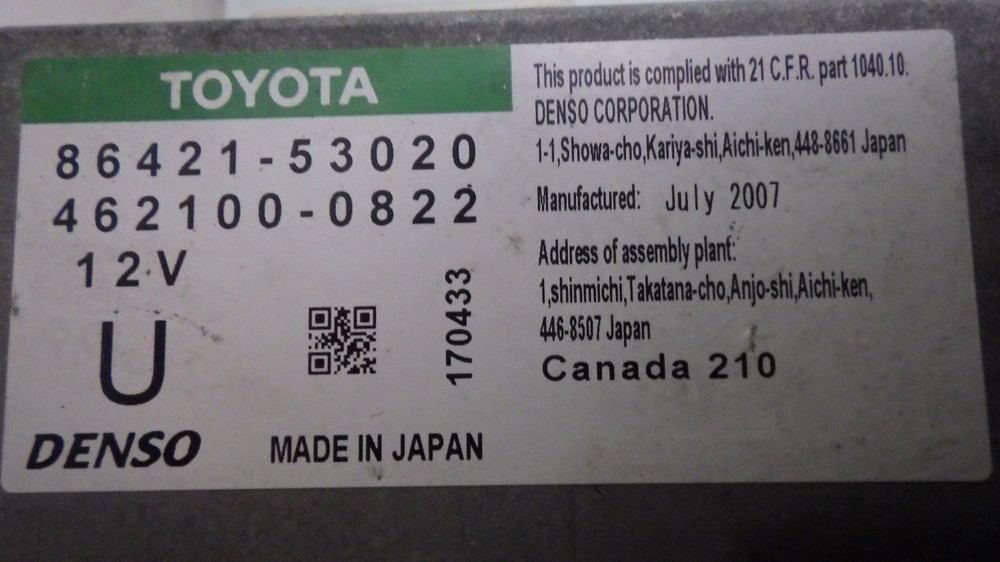 TOYOTA
86421-53020
462100-0822
12V
U
170433
DENSO
MADE IN JAPAN
This product is complied with 21 C.F.R. part 1040.10.
DENSO CORPORATION.
1-1,Showa-cho,Kariya-shi,Aichi-ken,448-8661 Japan
Manufactured: July 2007
Address of assembly plant:
1,shinmichi,Takatana-cho,Anjo-shi,Aichi-ken,
446-8507 Japan
Canada 210